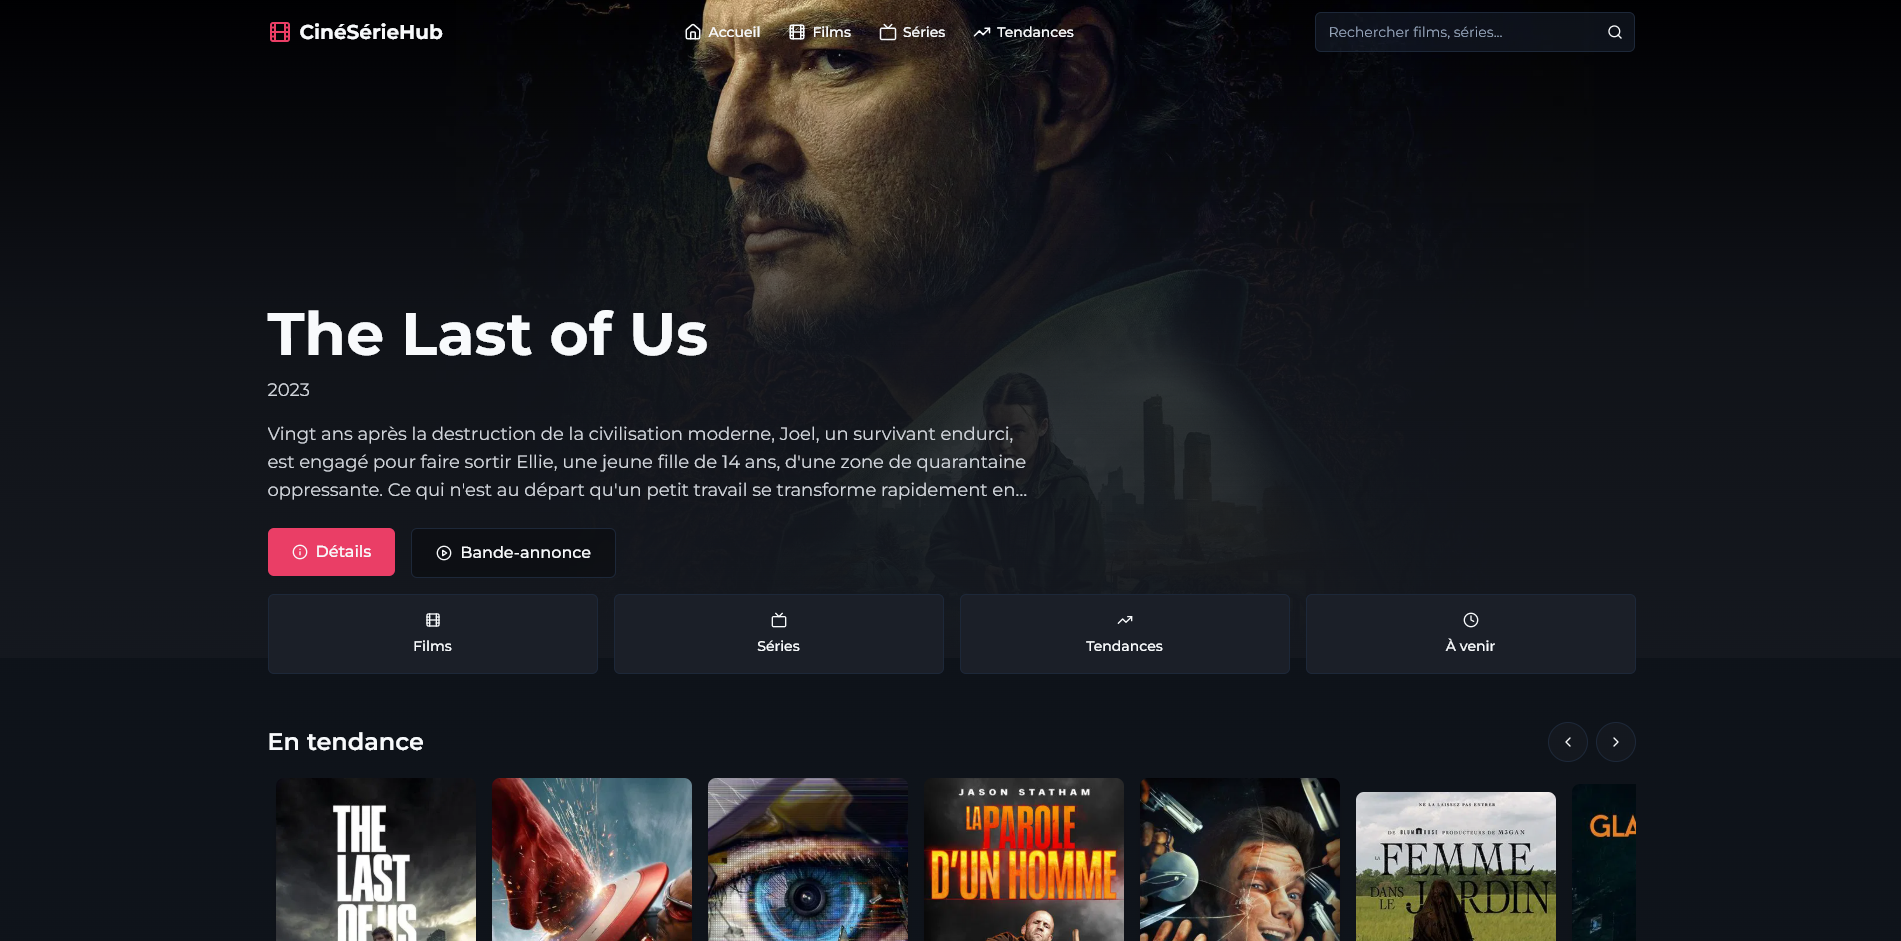 CinéSérieHub
Accueil
Films
Séries
Tendances
Rechercher films, séries...
The Last of Us
2023
Vingt ans après la destruction de la civilisation moderne, Joel, un survivant endurci,
est engagé pour faire sortir Ellie, une jeune fille de 14 ans, d'une zone de quarantaine
oppressante. Ce qui n'est au départ qu'un petit travail se transforme rapidement en...
Détails
Bande-annonce
Films
Séries
Tendances
À venir
En tendance
THE
LAST
OF US
JASON STATHAM
LA PAROLE
D'UN HOMME
NE LA LAISSEZ PAS ENTRER
DE BLUMHOUSE PRODUCTEURS DE M3GAN
LA FEMME
DANS LE JARDIN
GLA